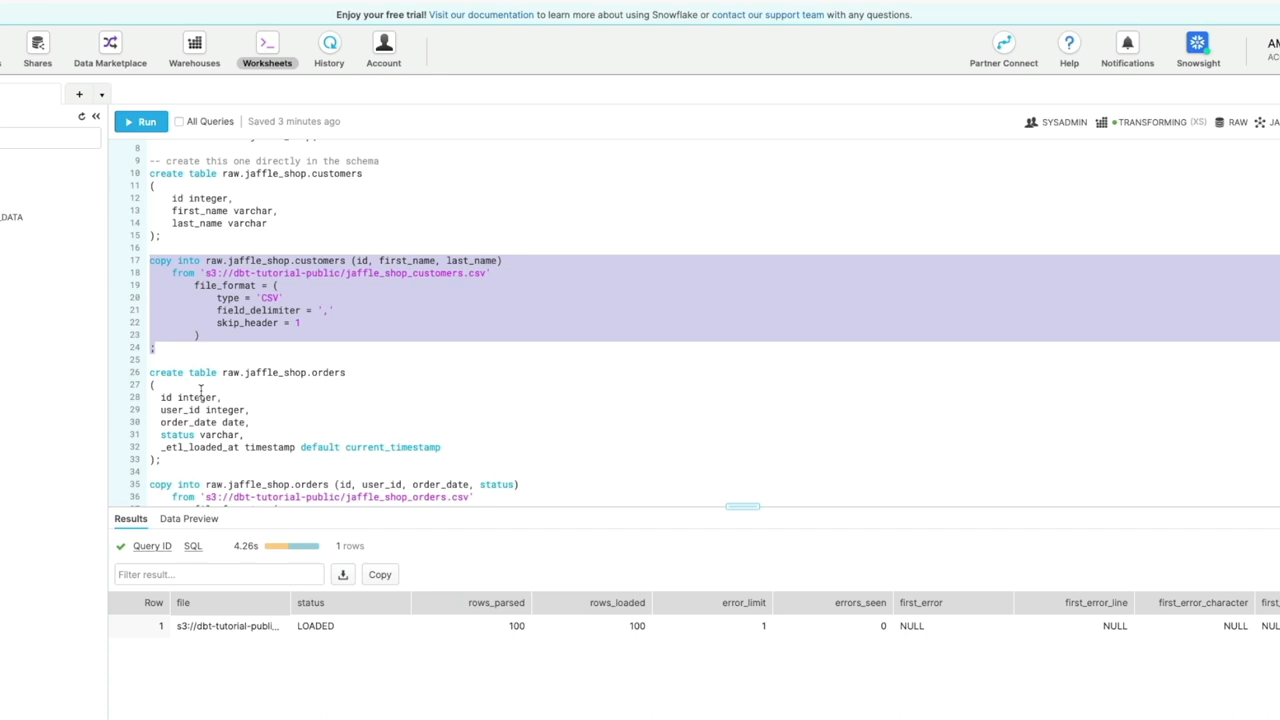 Enjoy your free trial! Visit our documentation to learn more about using Snowflake or contact our support team with any questions.
Shares Data Marketplace Warehouses Worksheets History Account Partner Connect Help Notifications Snowsight
+
Run All Queries Saved 3 minutes ago SYSADMIN TRANSFORMING (XS) RAW JA
8
9 -- create this one directly in the schema
10 create table raw.jaffle_shop.customers
11 (
12 id integer,
13 first_name varchar,
14 last_name varchar
15 );
16
17 copy into raw.jaffle_shop.customers (id, first_name, last_name)
18 from 's3://dbt-tutorial-public/jaffle_shop_customers.csv'
19 file_format = (
20 type = 'CSV'
21 field_delimiter = ','
22 skip_header = 1
23 )
24 ;
25
26 create table raw.jaffle_shop.orders
27 (
28 id integer,
29 user_id integer,
30 order_date date,
31 status varchar,
32 _etl_loaded_at timestamp default current_timestamp
33 );
34
35 copy into raw.jaffle_shop.orders (id, user_id, order_date, status)
36 from 's3://dbt-tutorial-public/jaffle_shop_orders.csv'
_DATA
Results Data Preview
Query ID SQL 4.26s 1 rows
Filter result... Copy
Row file status rows_parsed rows_loaded error_limit errors_seen first_error first_error_line first_error_character first_
1 s3://dbt-tutorial-publi... LOADED 100 100 1 0 NULL NULL NULL NUL